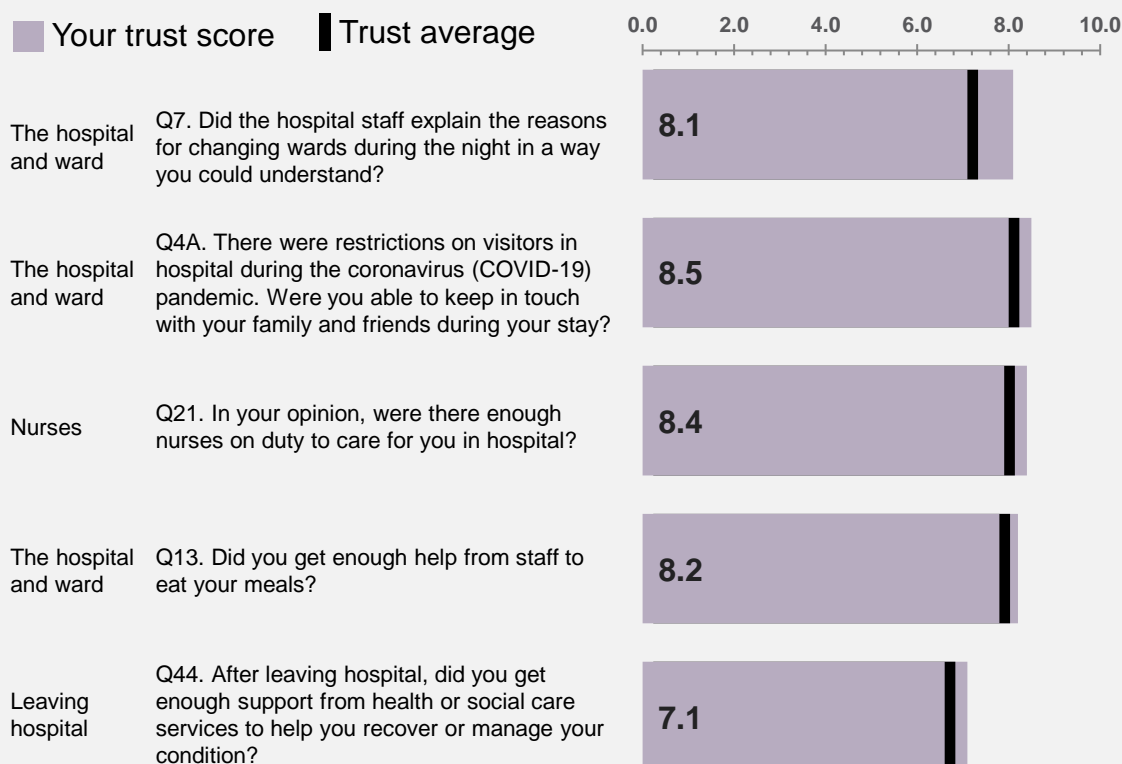 Your trust score
Trust average
0.0 2.0 4.0 6.0 8.0 10.0
The hospital
and ward
Q7. Did the hospital staff explain the reasons
for changing wards during the night in a way
you could understand?
8.1
The hospital
and ward
Q4A. There were restrictions on visitors in
hospital during the coronavirus (COVID-19)
pandemic. Were you able to keep in touch
with your family and friends during your stay?
8.5
Nurses
Q21. In your opinion, were there enough
nurses on duty to care for you in hospital?
8.4
The hospital
and ward
Q13. Did you get enough help from staff to
eat your meals?
8.2
Leaving
hospital
Q44. After leaving hospital, did you get
enough support from health or social care
services to help you recover or manage your
condition?
7.1